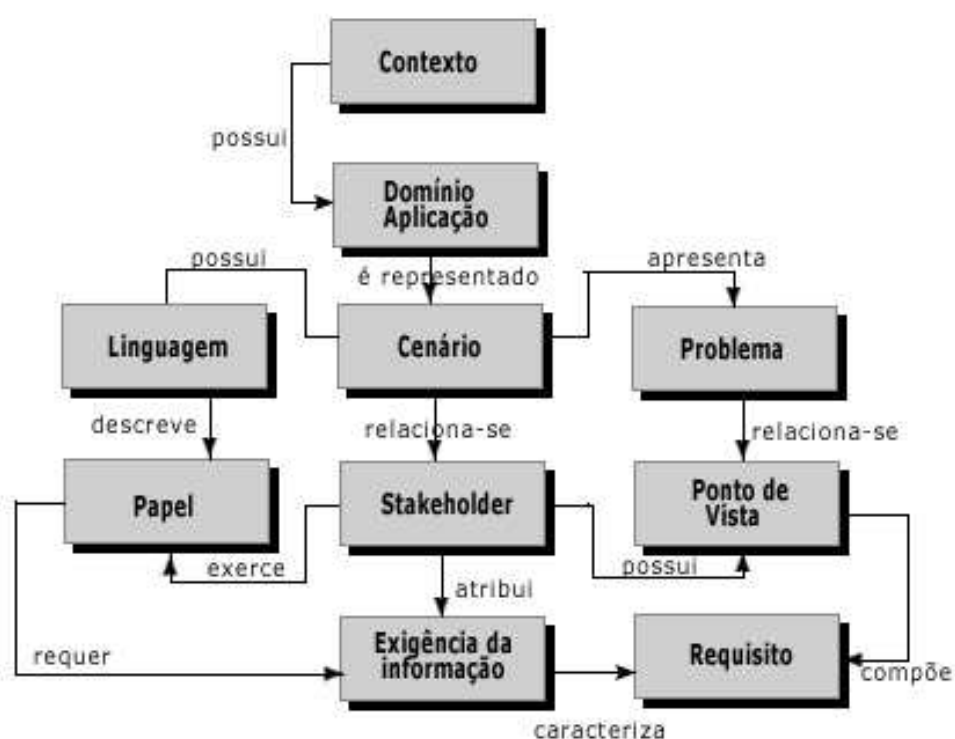 Contexto
possui
Domínio
Aplicação
possui
é representado
apresenta
Linguagem
Cenário
Problema
descreve
relaciona-se
relaciona-se
Papel
Stakeholder
Ponto de
Vista
exerce
possui
atribui
requer
Exigência da
informação
Requisito
compõe
caracteriza